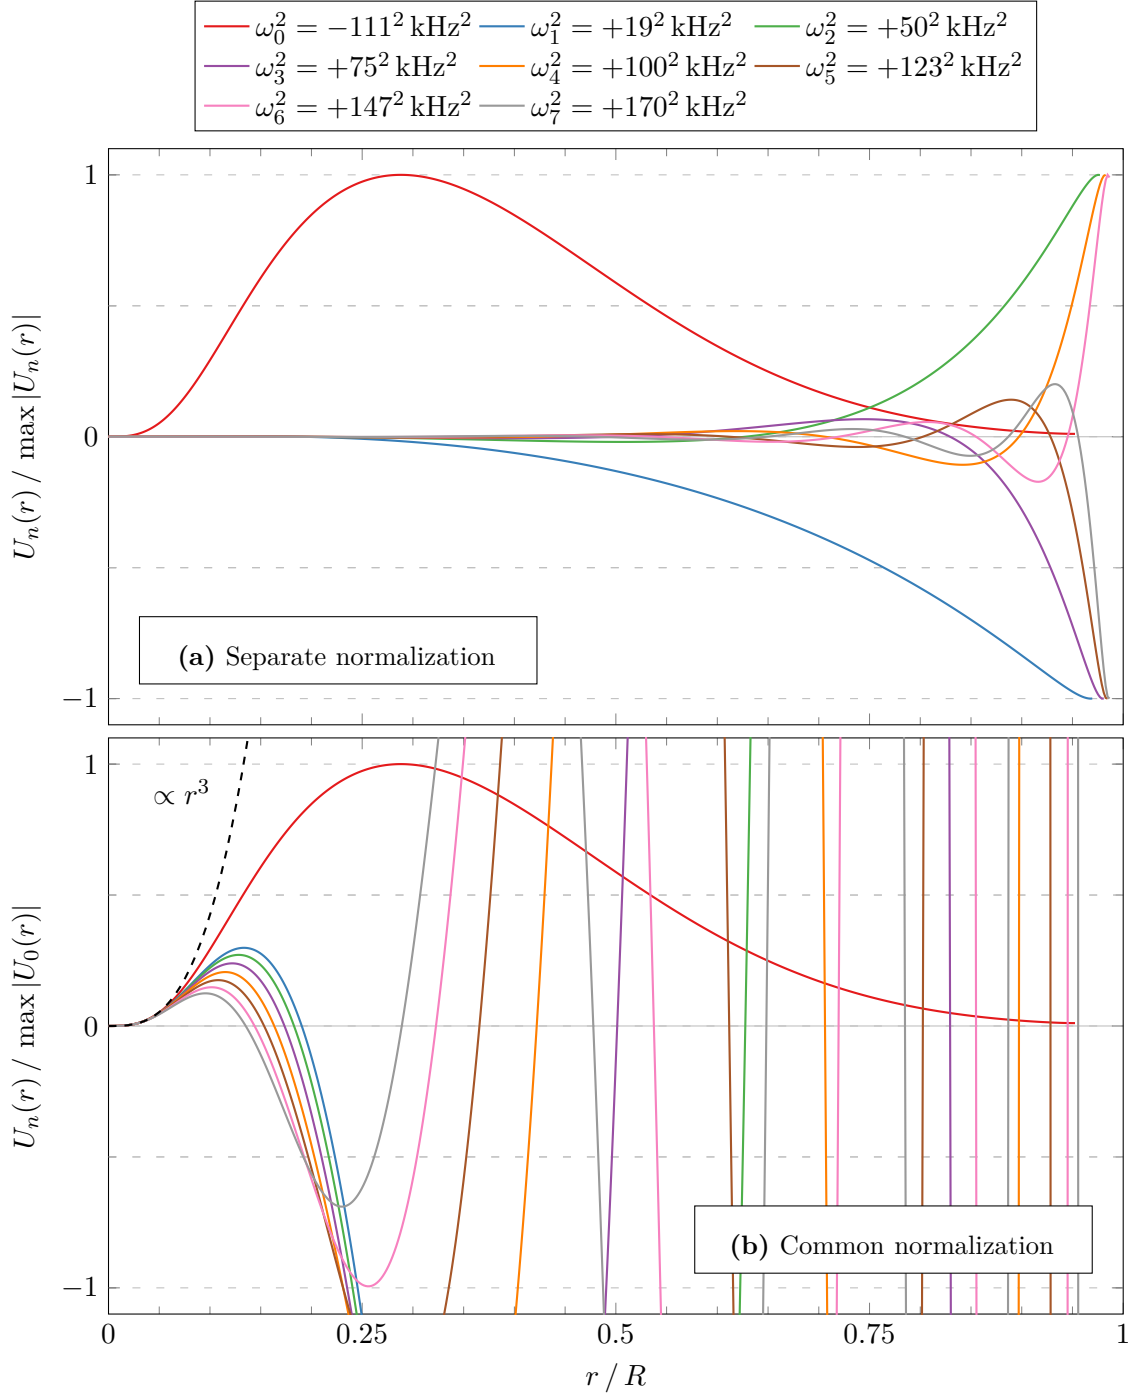 ω₀² = −111² kHz² ω₁² = +19² kHz² ω₂² = +50² kHz²
ω₃² = +75² kHz² ω₄² = +100² kHz² ω₅² = +123² kHz²
ω₆² = +147² kHz² ω₇² = +170² kHz²
1
0
−1
Uₙ(r) / max |Uₙ(r)|
(a) Separate normalization
1
0
−1
Uₙ(r) / max |U₀(r)|
∝ r³
(b) Common normalization
0 0.25 0.5 0.75 1
r / R